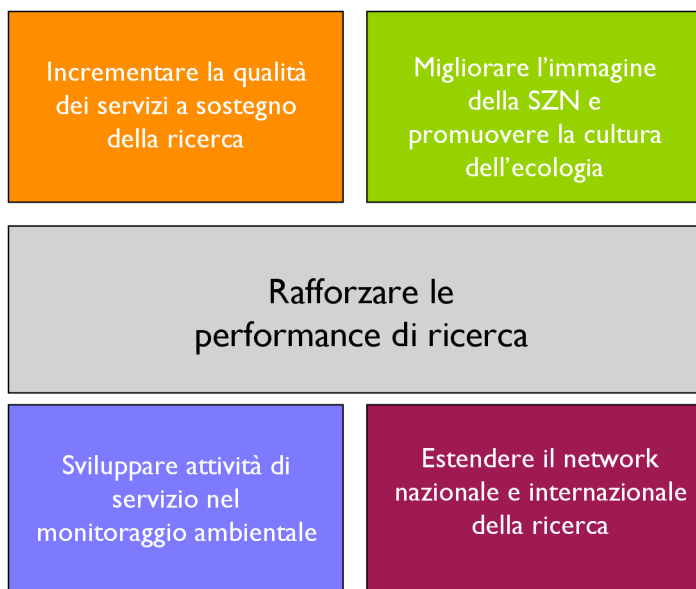 Incrementare la qualità
dei servizi a sostegno
della ricerca
Migliorare l’immagine
della SZN e
promuovere la cultura
dell’ecologia
Rafforzare le
performance di ricerca
Sviluppare attività di
servizio nel
monitoraggio ambientale
Estendere il network
nazionale e internazionale
della ricerca